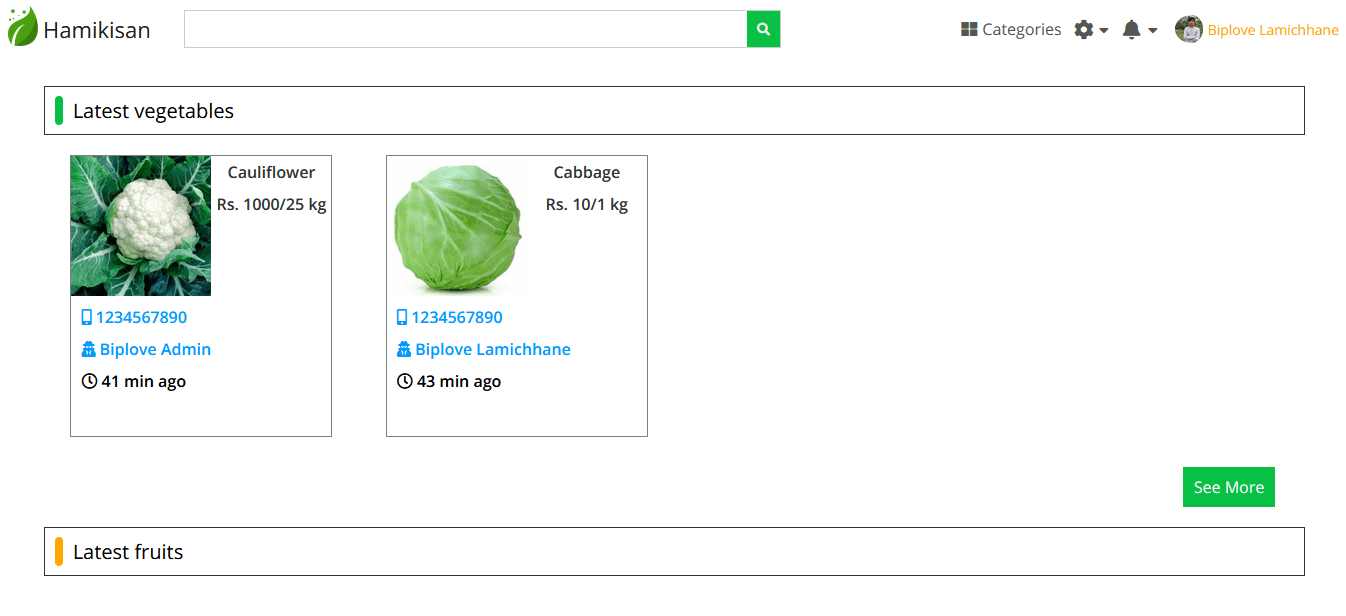 Hamikisan
Categories
Biplove Lamichhane
Latest vegetables
Cauliflower
Rs. 1000/25 kg
1234567890
Biplove Admin
41 min ago
Cabbage
Rs. 10/1 kg
1234567890
Biplove Lamichhane
43 min ago
See More
Latest fruits